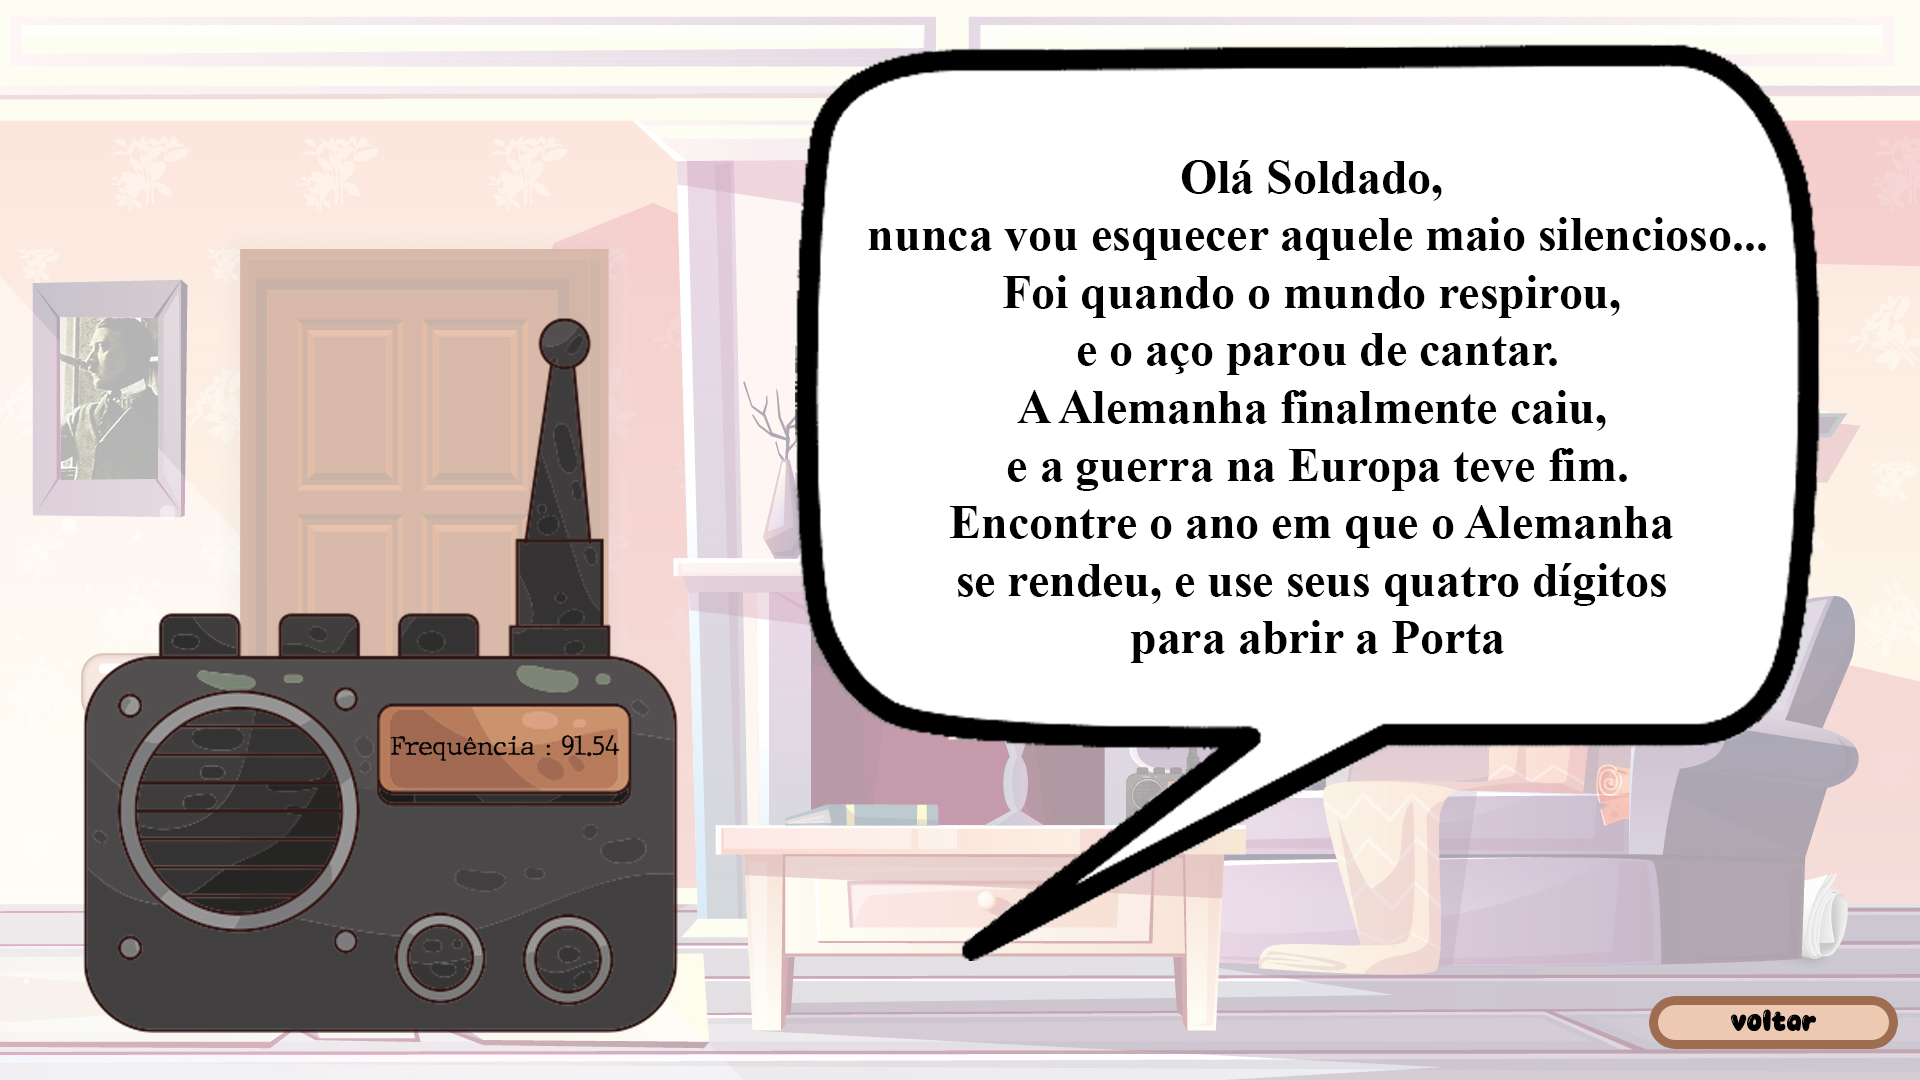 Olá Soldado,
nunca vou esquecer aquele maio silencioso...
Foi quando o mundo respirou,
e o aço parou de cantar.
A Alemanha finalmente caiu,
e a guerra na Europa teve fim.
Encontre o ano em que o Alemanha
se rendeu, e use seus quatro dígitos
para abrir a Porta
Frequência : 91.54
voltar